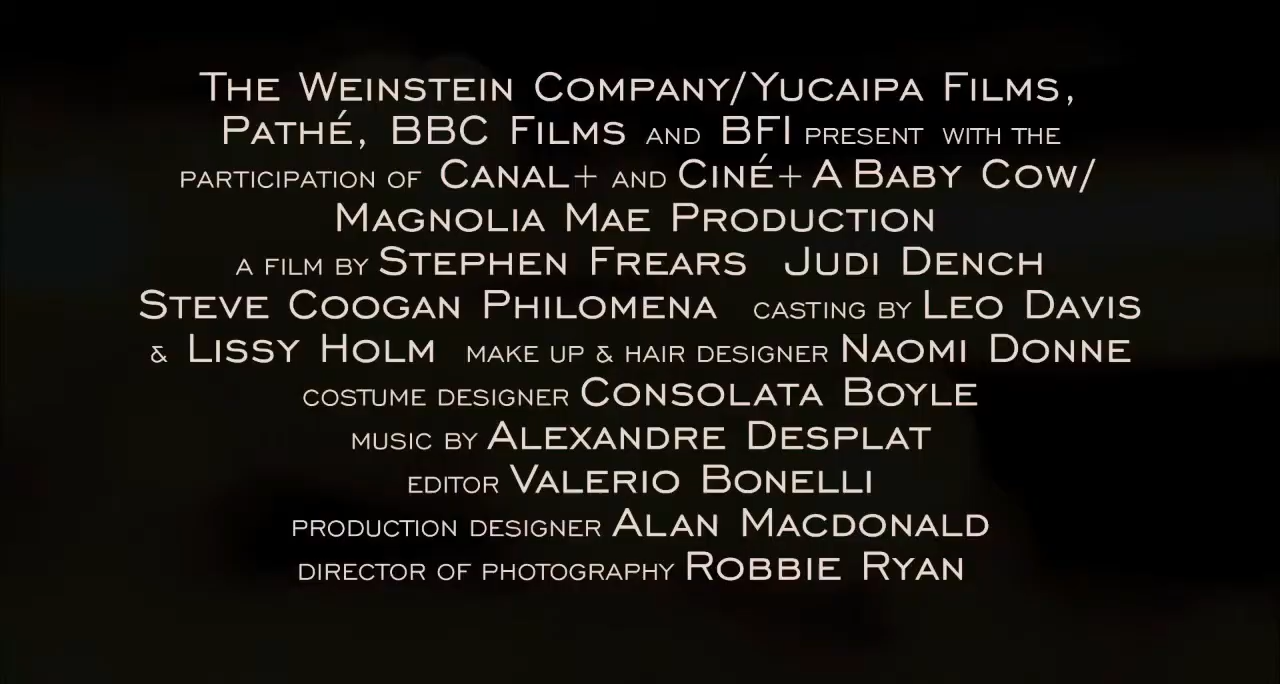 THE WEINSTEIN COMPANY/YUCAIPA FILMS,
PATHÉ, BBC FILMS AND BFI PRESENT WITH THE
PARTICIPATION OF CANAL+ AND CINÉ+ A BABY COW/
MAGNOLIA MAE PRODUCTION
A FILM BY STEPHEN FREARS JUDI DENCH
STEVE COOGAN PHILOMENA CASTING BY LEO DAVIS
& LISSY HOLM MAKE UP & HAIR DESIGNER NAOMI DONNE
COSTUME DESIGNER CONSOLATA BOYLE
MUSIC BY ALEXANDRE DESPLAT
EDITOR VALERIO BONELLI
PRODUCTION DESIGNER ALAN MACDONALD
DIRECTOR OF PHOTOGRAPHY ROBBIE RYAN